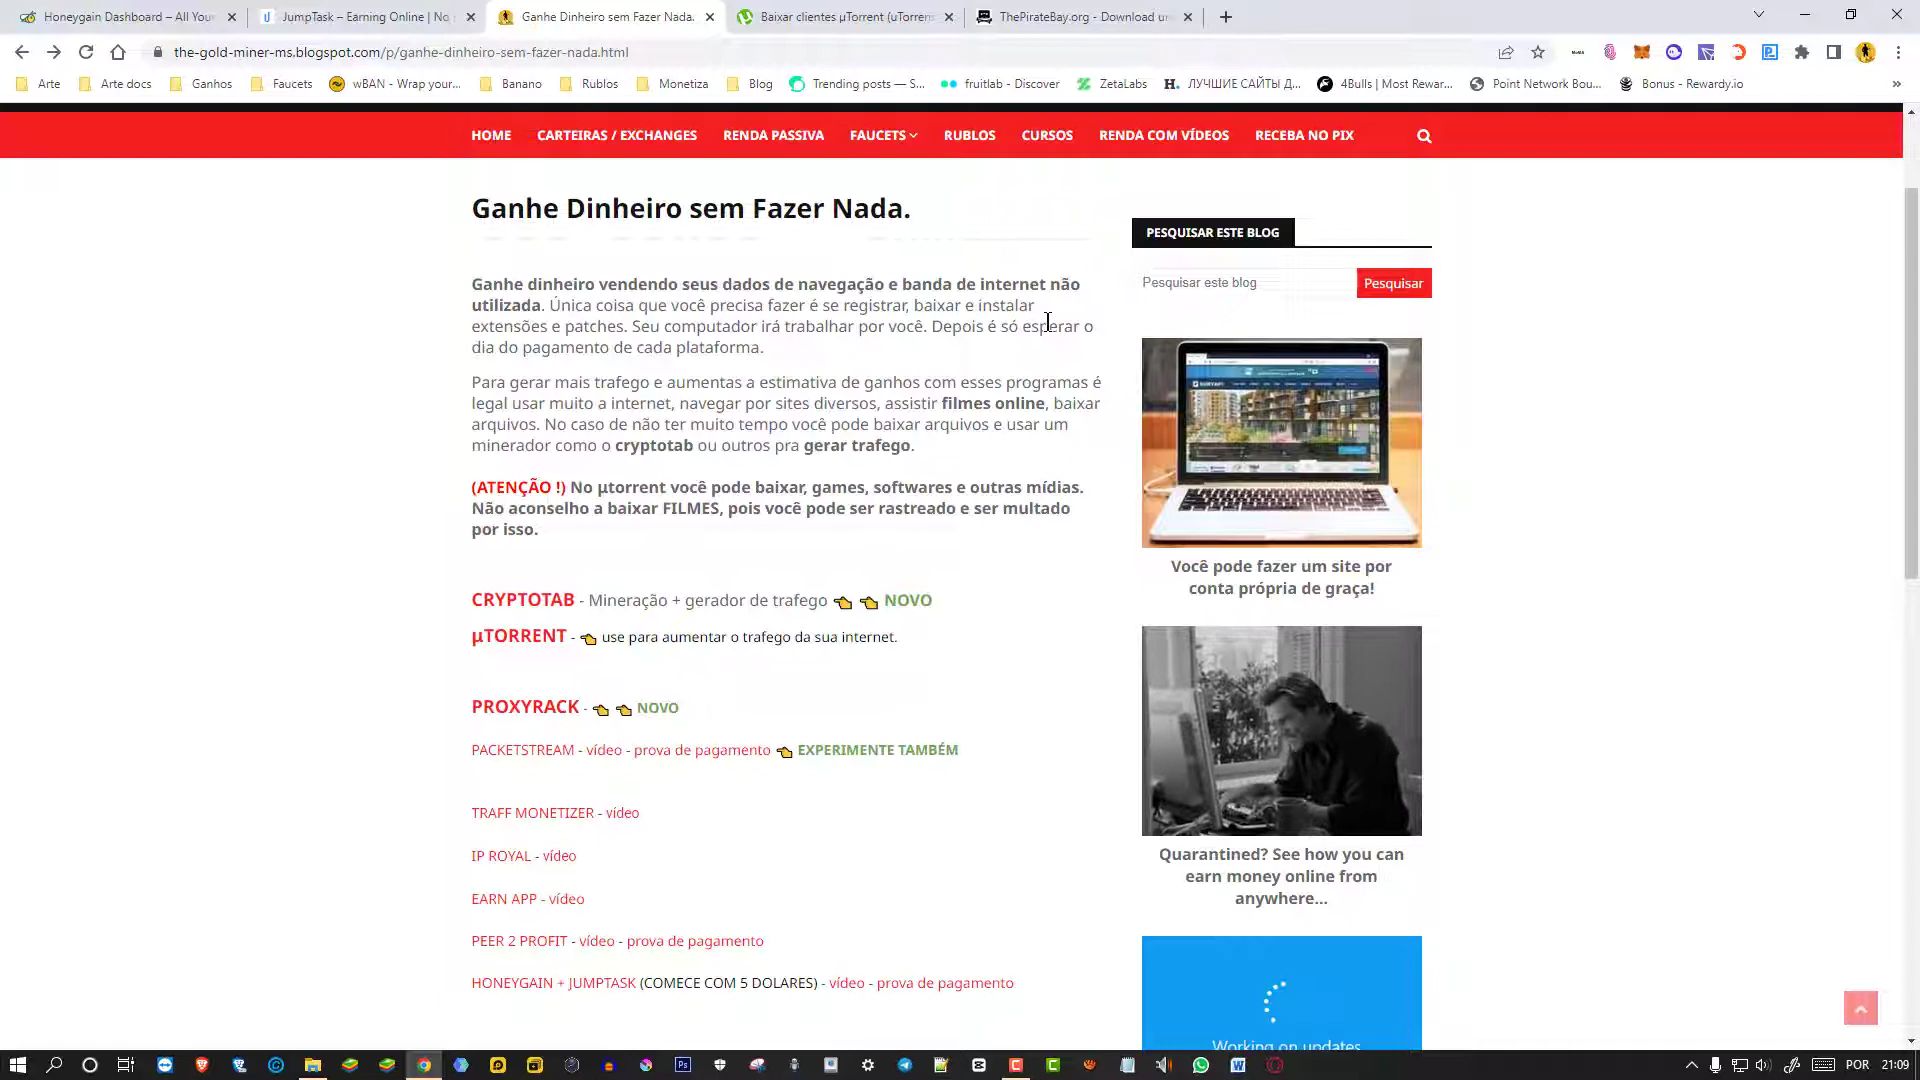 Honeygain Dashboard – All You
JumpTask – Earning Online | No
Ganhe Dinheiro sem Fazer Nada.
Baixar clientes µTorrent (uTorren
ThePirateBay.org - Download un
the-gold-miner-ms.blogspot.com/p/ganhe-dinheiro-sem-fazer-nada.html
Arte
Arte docs
Ganhos
Faucets
wBAN - Wrap your...
Banano
Rublos
Monetiza
Blog
Trending posts — S...
fruitlab - Discover
ZetaLabs
H. ЛУЧШИЕ САЙТЫ Д...
4Bulls | Most Rewar...
Point Network Bou...
Bonus - Rewardy.io
»
HOME
CARTEIRAS / EXCHANGES
RENDA PASSIVA
FAUCETS
RUBLOS
CURSOS
RENDA COM VÍDEOS
RECEBA NO PIX
Ganhe Dinheiro sem Fazer Nada.
Ganhe dinheiro vendendo seus dados de navegação e banda de internet não
utilizada. Única coisa que você precisa fazer é se registrar, baixar e instalar
extensões e patches. Seu computador irá trabalhar por você. Depois é só esperar o
dia do pagamento de cada plataforma.
Para gerar mais trafego e aumentas a estimativa de ganhos com esses programas é
legal usar muito a internet, navegar por sites diversos, assistir filmes online, baixar
arquivos. No caso de não ter muito tempo você pode baixar arquivos e usar um
minerador como o cryptotab ou outros pra gerar trafego.
(ATENÇÃO !) No µtorrent você pode baixar, games, softwares e outras mídias.
Não aconselho a baixar FILMES, pois você pode ser rastreado e ser multado
por isso.
CRYPTOTAB - Mineração + gerador de trafego 👈 👈 NOVO
µTORRENT - 👈 use para aumentar o trafego da sua internet.
PROXYRACK - 👈 👈 NOVO
PACKETSTREAM - vídeo - prova de pagamento 👈 EXPERIMENTE TAMBÉM
TRAFF MONETIZER - vídeo
IP ROYAL - vídeo
EARN APP - vídeo
PEER 2 PROFIT - vídeo - prova de pagamento
HONEYGAIN + JUMPTASK (COMECE COM 5 DOLARES) - vídeo - prova de pagamento
PESQUISAR ESTE BLOG
Pesquisar este blog
Pesquisar
Você pode fazer um site por
conta própria de graça!
Quarantined? See how you can
earn money online from
anywhere...
Working on updates
POR
21:09